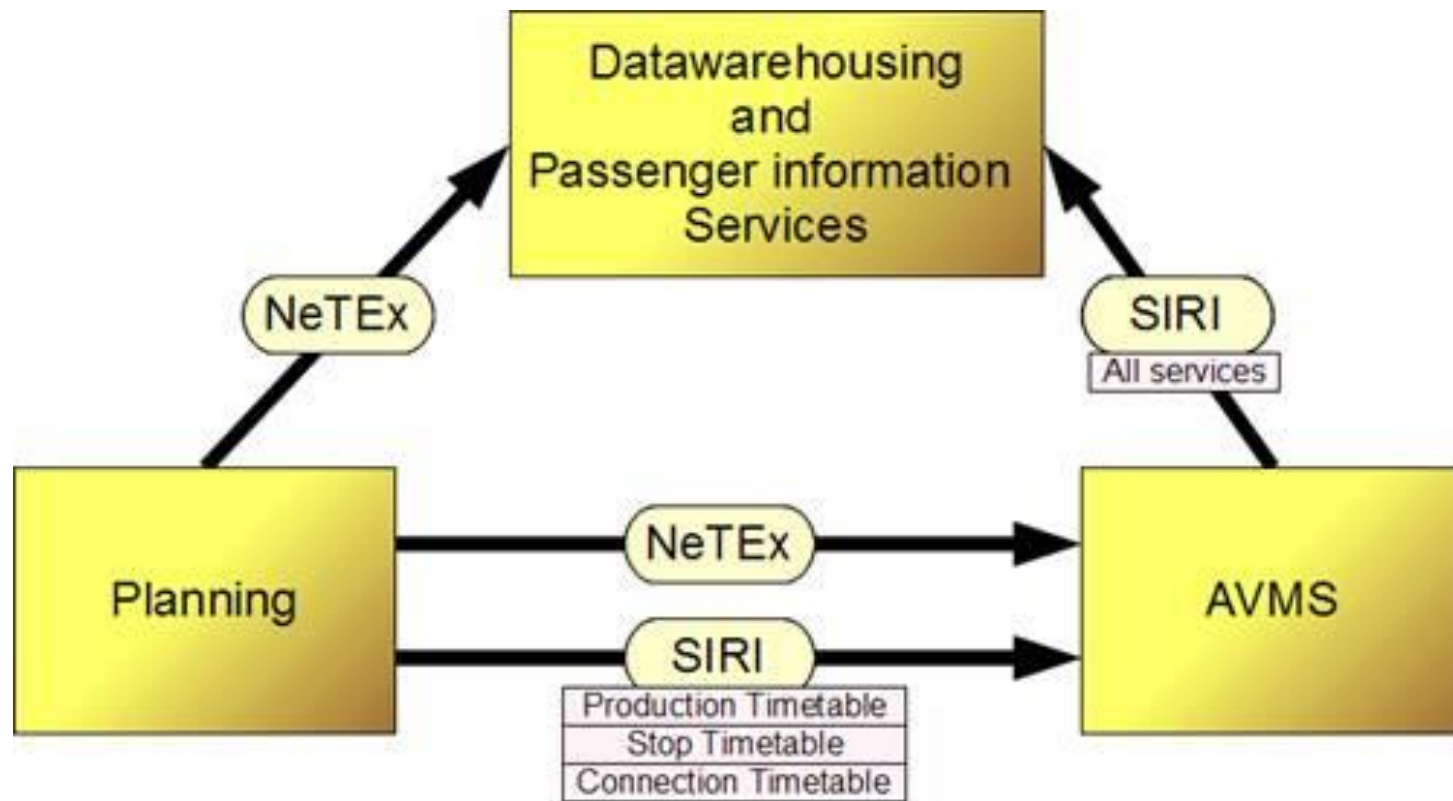 Datawarehousing
and
Passenger information
Services
NeTEx
SIRI
All services
Planning
NeTEx
AVMS
SIRI
Production Timetable
Stop Timetable
Connection Timetable